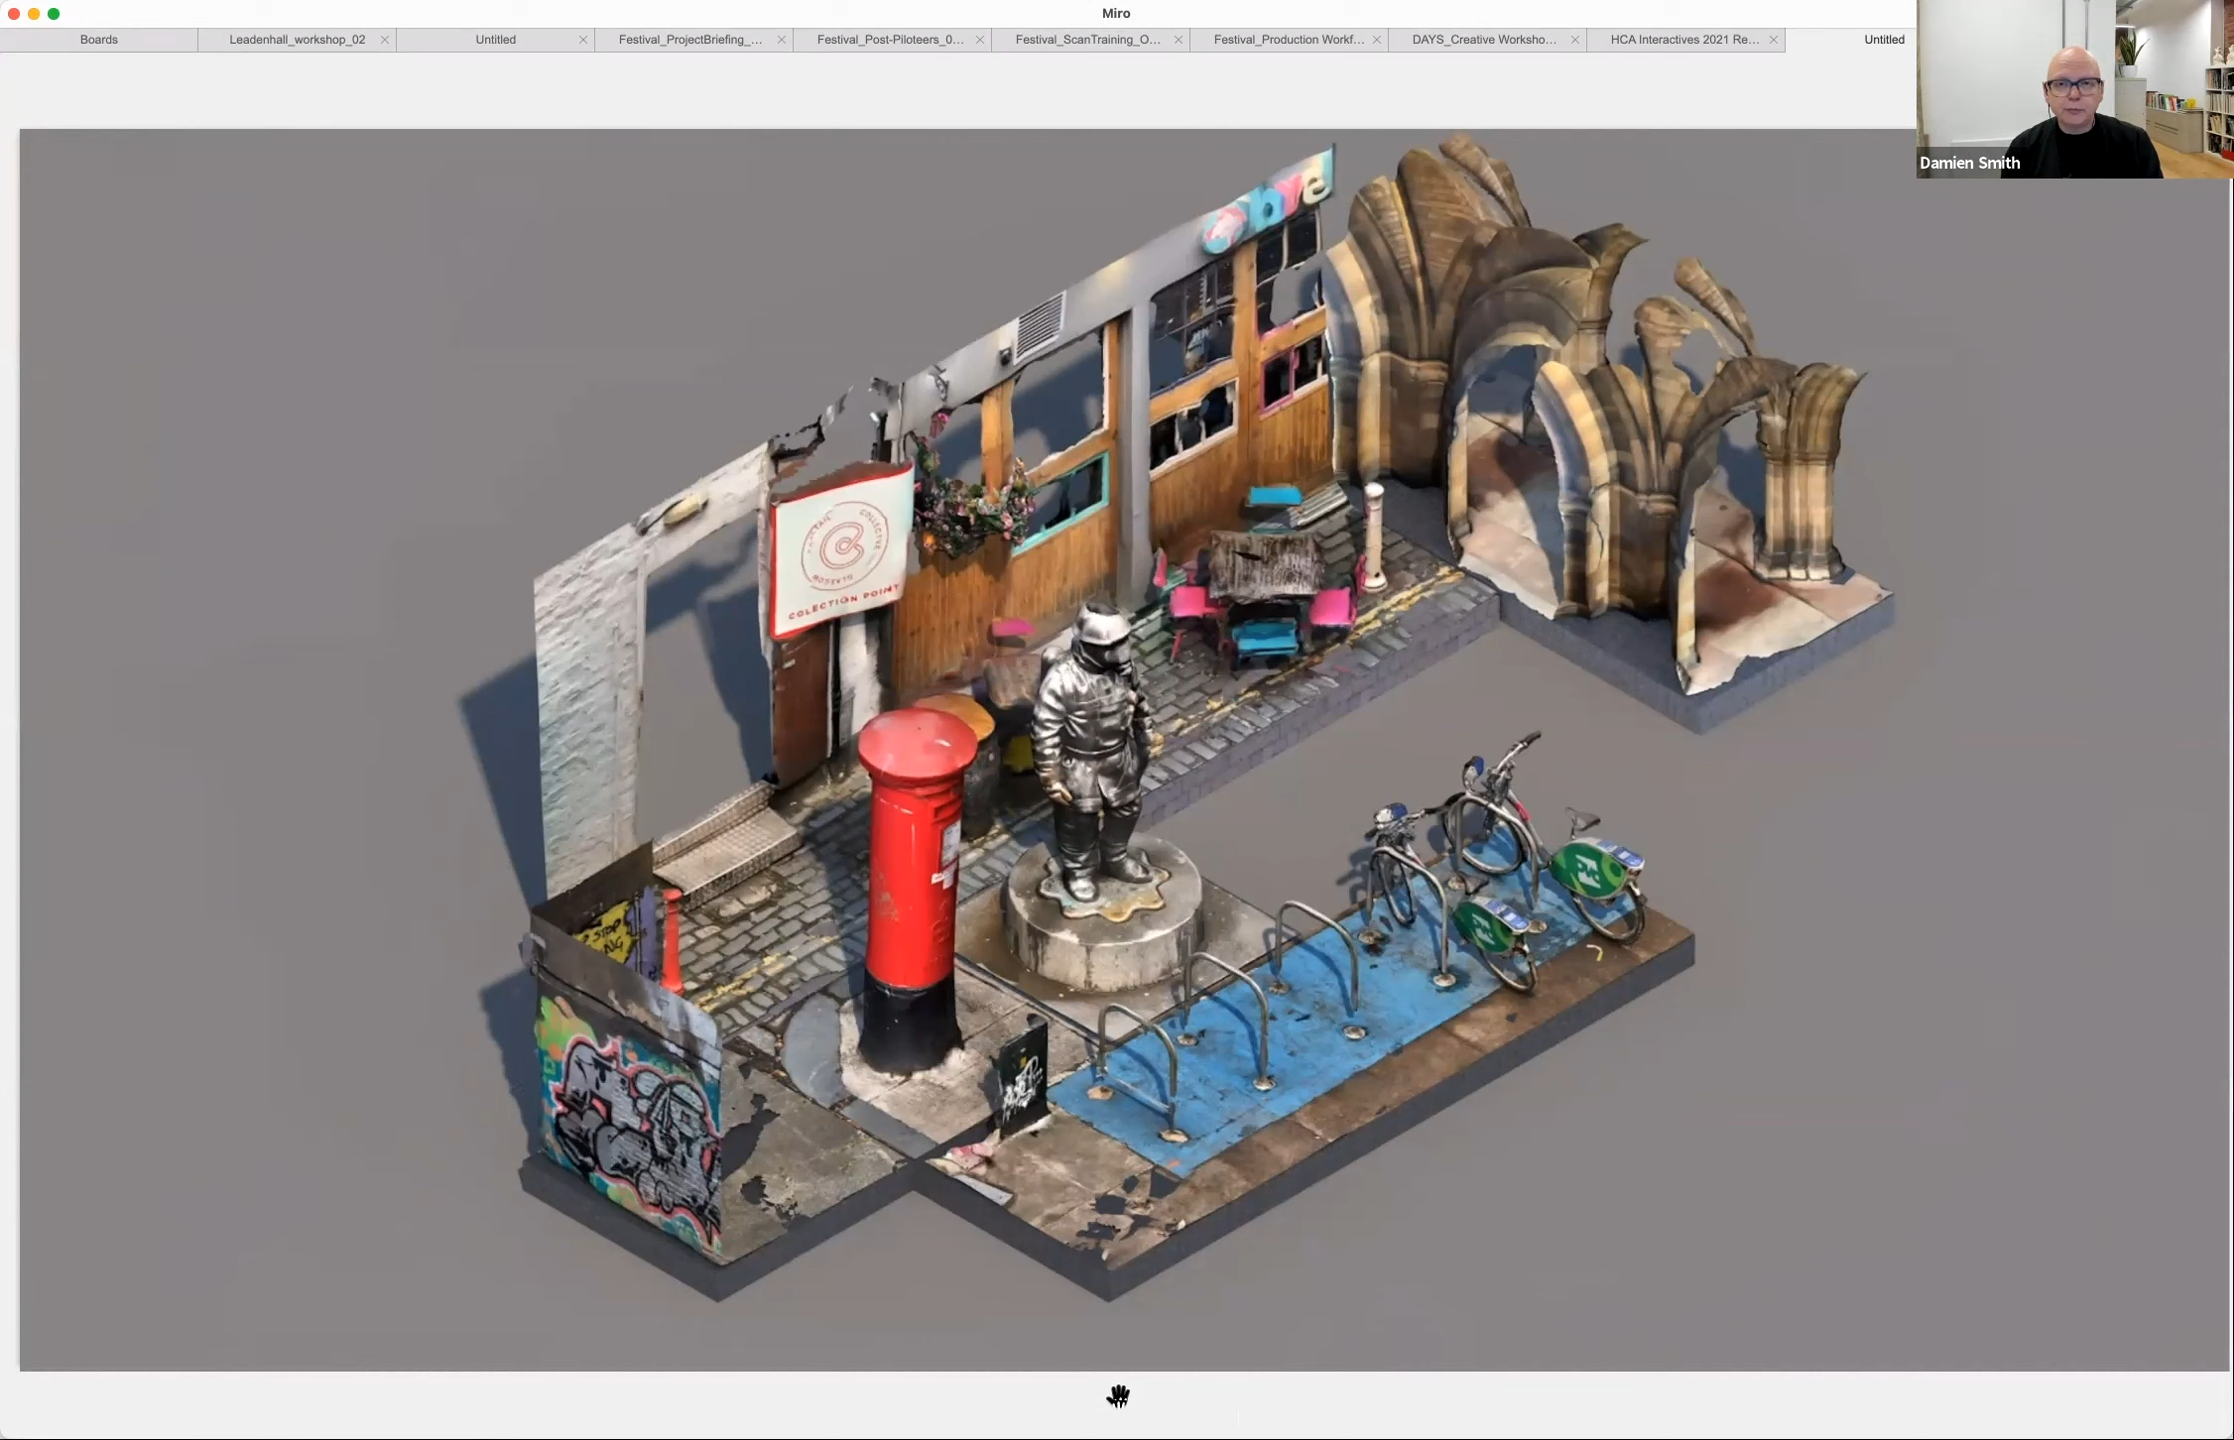 Miro
Boards
Leadenhall_workshop_02
Untitled
Festival_ProjectBriefing_...
Festival_Post-Piloteers_0...
Festival_ScanTraining_O...
Festival_Production Workf...
DAYS_Creative Worksho...
HCA Interactives 2021 Re...
Untitled
Damien Smith
COLECTION POINT
STOP